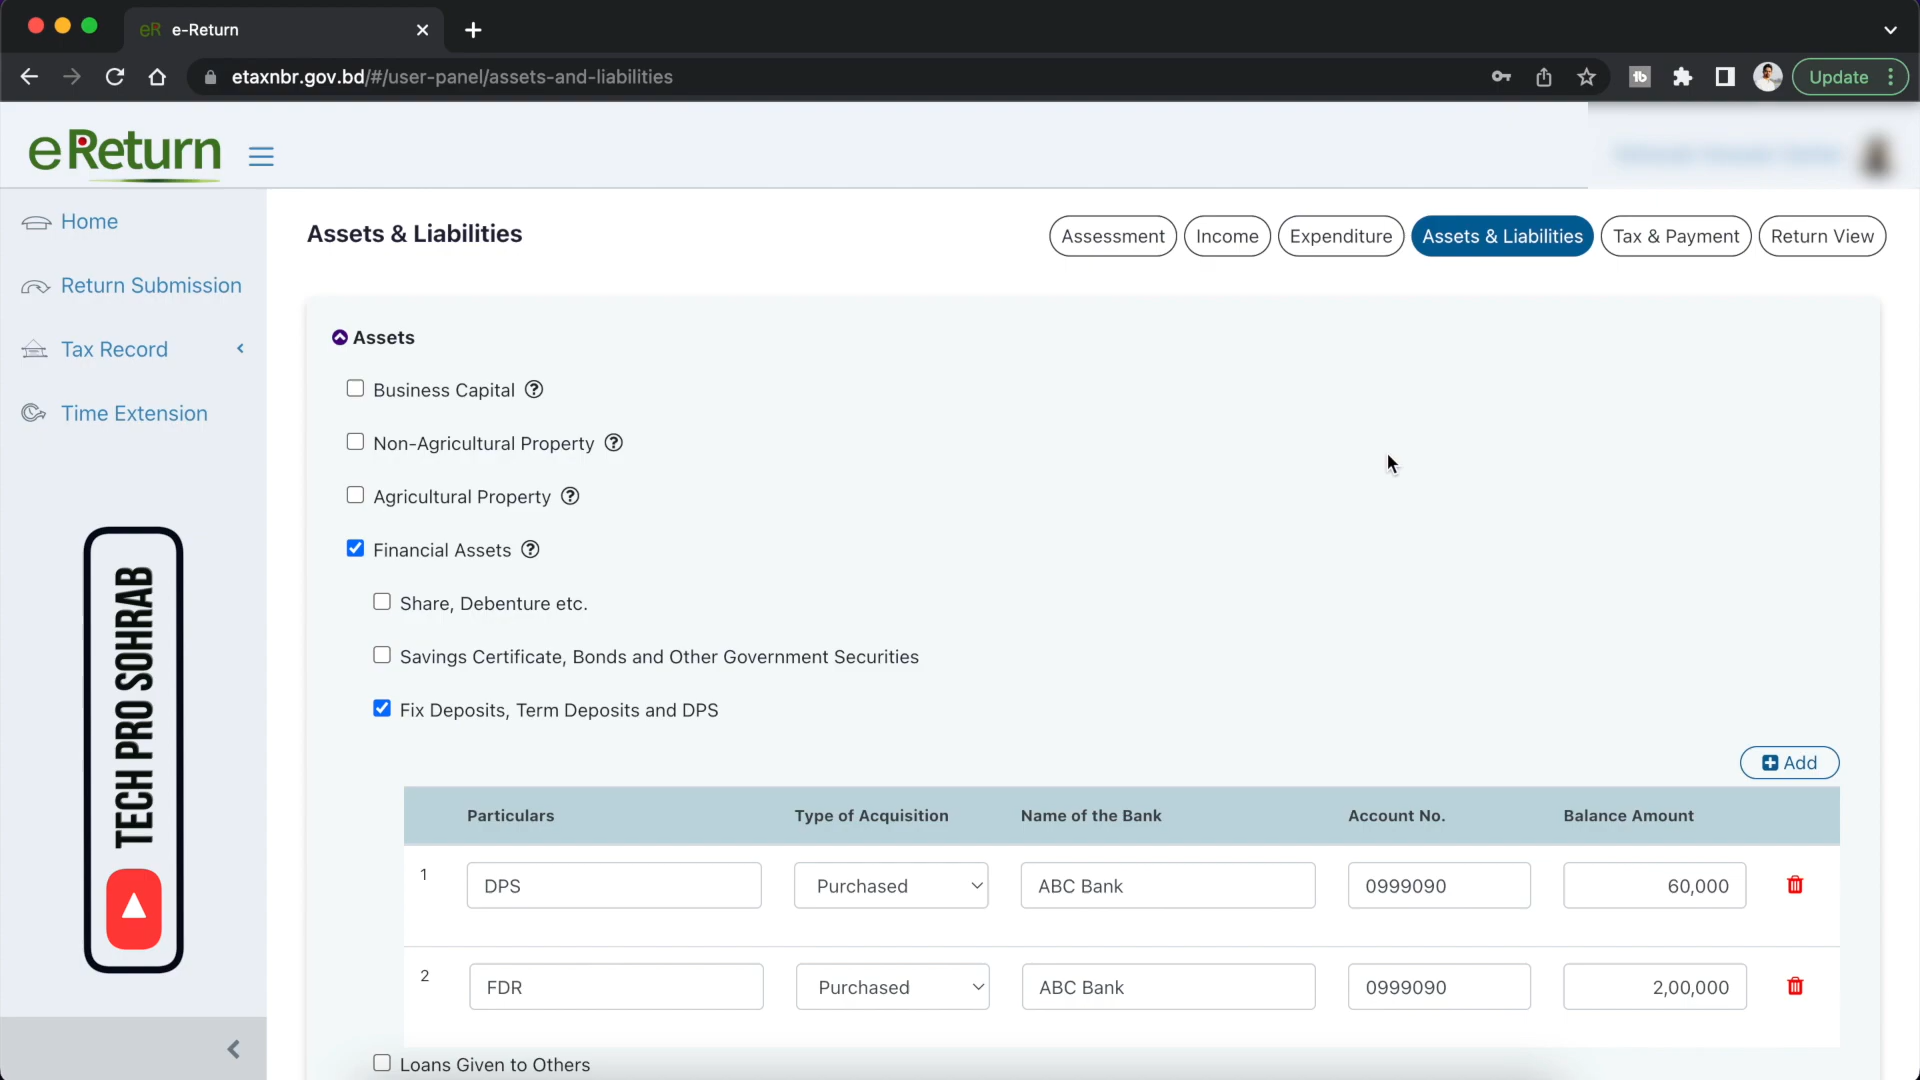 eR e-Return
etaxnbr.gov.bd/#/user-panel/assets-and-liabilities
tb
Update
eReturn
Home
Return Submission
Tax Record
Time Extension
TECH PRO SOHRAB
Assets & Liabilities
Assessment
Income
Expenditure
Assets & Liabilities
Tax & Payment
Return View
Assets
Business Capital
Non-Agricultural Property
Agricultural Property
Financial Assets
Share, Debenture etc.
Savings Certificate, Bonds and Other Government Securities
Fix Deposits, Term Deposits and DPS
Add
Particulars Type of Acquisition Name of the Bank Account No. Balance Amount
1 DPS Purchased ABC Bank 0999090 60,000
2 FDR Purchased ABC Bank 0999090 2,00,000
Loans Given to Others